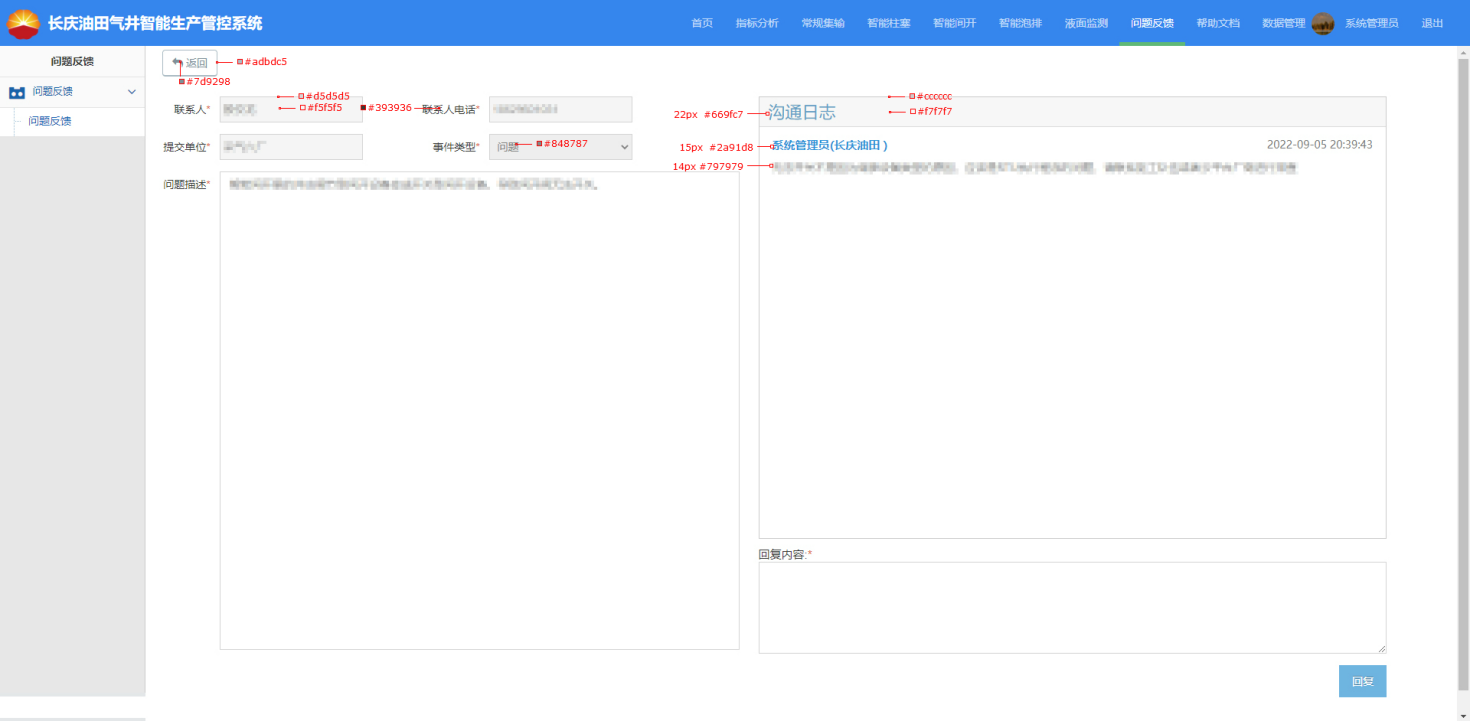 长庆油田气井智能生产管控系统
首页 指标分析 常规集输 智能柱塞 智能间开 智能泡排 液面监测 问题反馈 帮助文档 数据管理 系统管理员 退出
问题反馈
问题反馈
问题反馈
返回 #adbdc5
#7d9298
#d5d5d5
联系人* #f5f5f5 #393936 联系人电话*
提交单位* 事件类型* 问题 #848787
问题描述*
#cccccc
22px #669fc7 沟通日志 #f7f7f7
15px #2a91d8 系统管理员(长庆油田) 2022-09-05 20:39:43
14px #797979
回复内容:*
回复